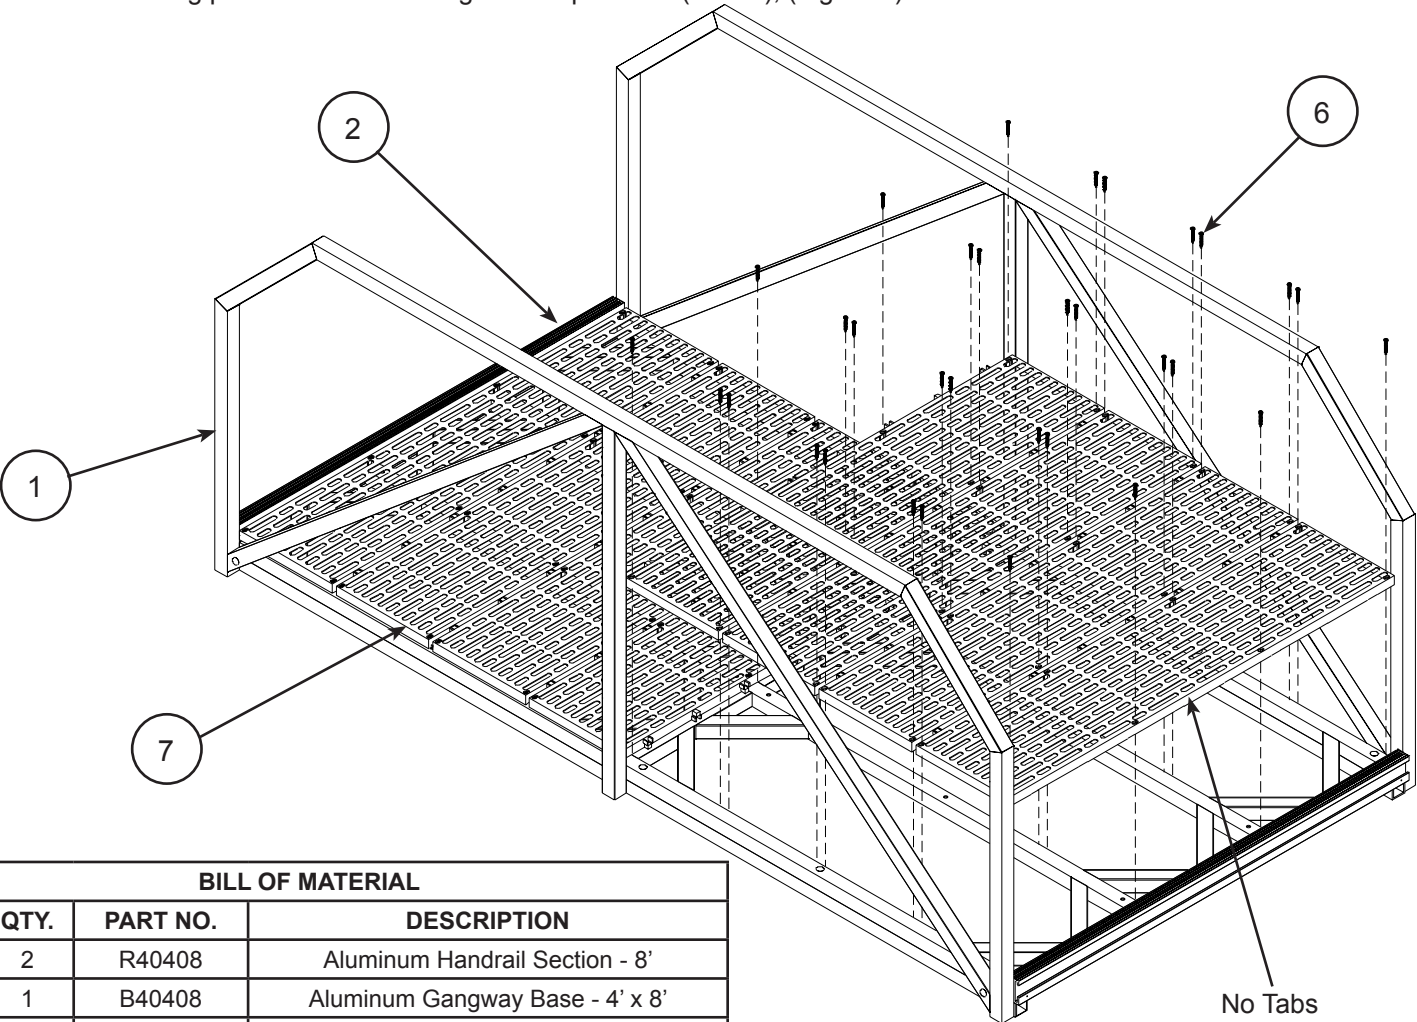 2
6
1
7
No Tabs
BILL OF MATERIAL
QTY. PART NO. DESCRIPTION
2 R40408 Aluminum Handrail Section - 8’
1 B40408 Aluminum Gangway Base - 4’ x 8’